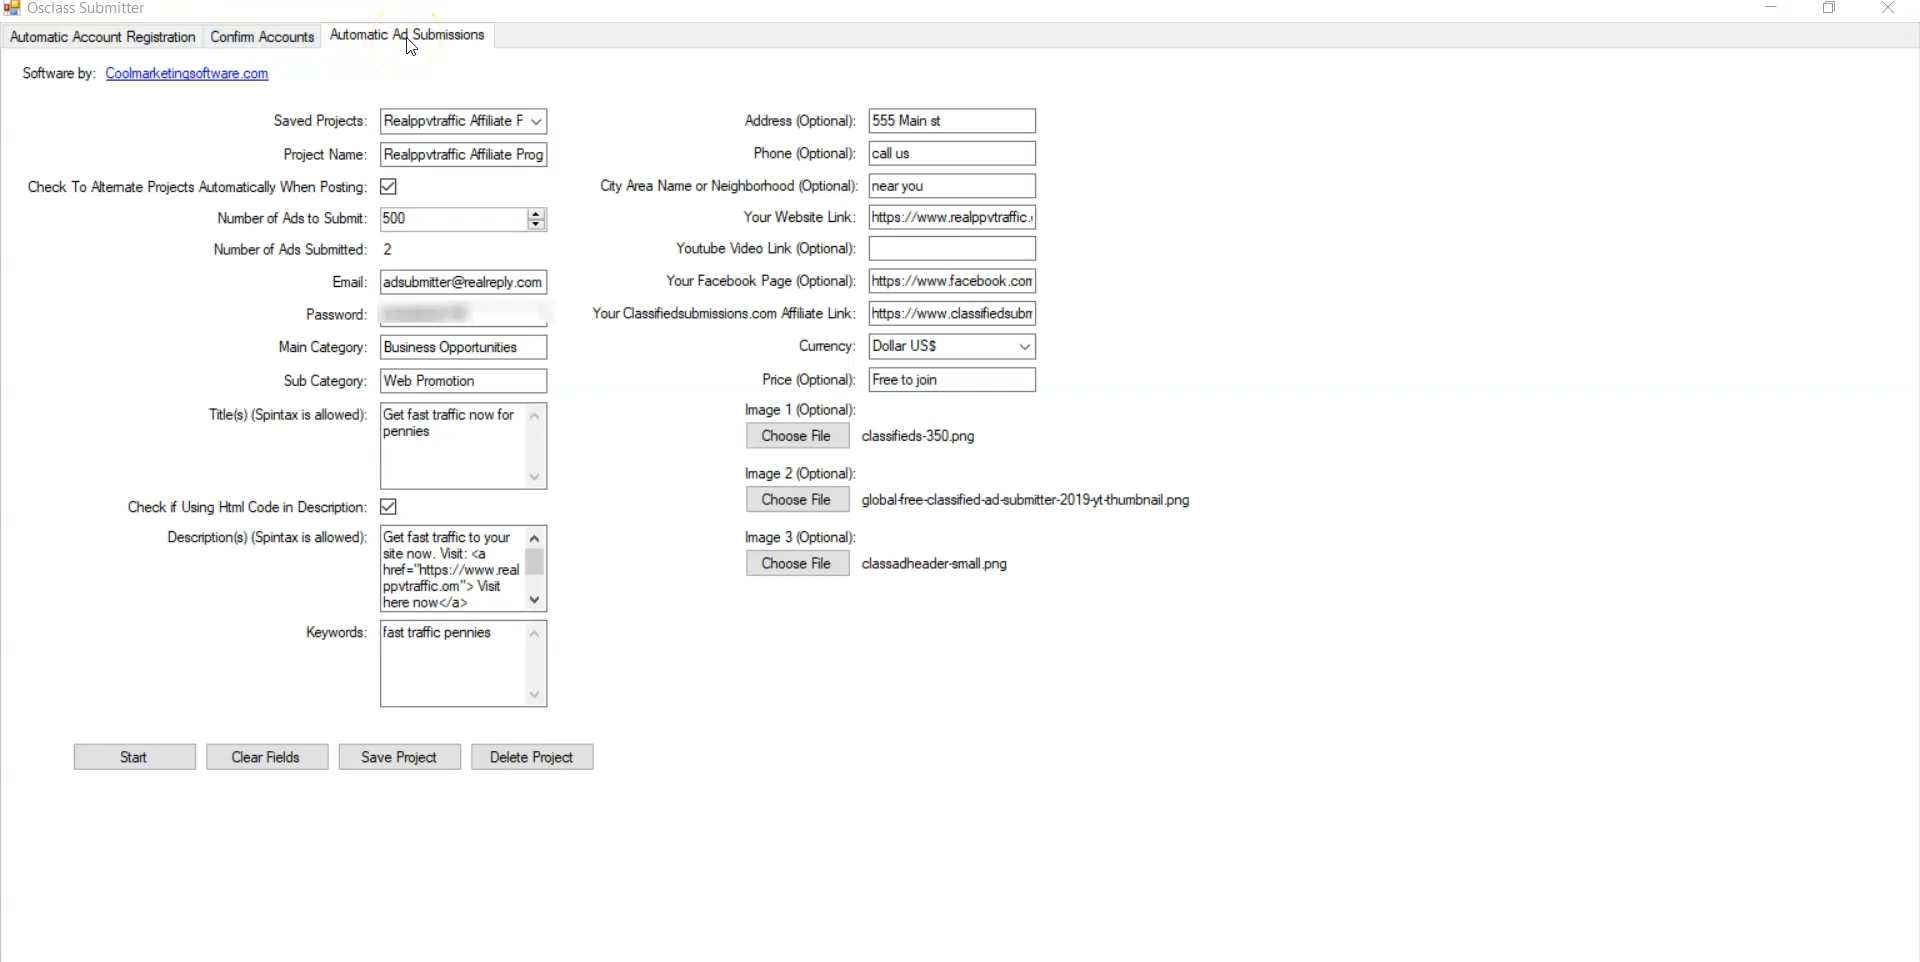 Osclass Submitter
Automatic Account Registration
Confirm Accounts
Automatic Ad Submissions
Software by: Coolmarketingsoftware.com
Saved Projects: Realppvtraffic Affiliate P
Project Name: Realppvtraffic Affiliate Prog
Check To Alternate Projects Automatically When Posting:
Number of Ads to Submit: 500
Number of Ads Submitted: 2
Email: adsubmitter@realreply.com
Password:
Main Category: Business Opportunities
Sub Category: Web Promotion
Title(s) (Spintax is allowed): Get fast traffic now for
pennies
Check if Using Html Code in Description:
Description(s) (Spintax is allowed): Get fast traffic to your
site now. Visit: <a
href="https://www.real
ppvtraffic.om"> Visit
here now</a>
Keywords: fast traffic pennies
Address (Optional): 555 Main st
Phone (Optional): call us
City Area Name or Neighborhood (Optional): near you
Your Website Link: https://www.realppvtraffic.
Youtube Video Link (Optional):
Your Facebook Page (Optional): https://www.facebook.com
Your Classifiedsubmissions.com Affiliate Link: https://www.classifiedsubm
Currency: Dollar US$
Price (Optional): Free to join
Image 1 (Optional):
Choose File classifieds-350.png
Image 2 (Optional):
Choose File global-free-classified-ad-submitter-2019-yt-thumbnail.png
Image 3 (Optional):
Choose File classadheader-small.png
Start
Clear Fields
Save Project
Delete Project